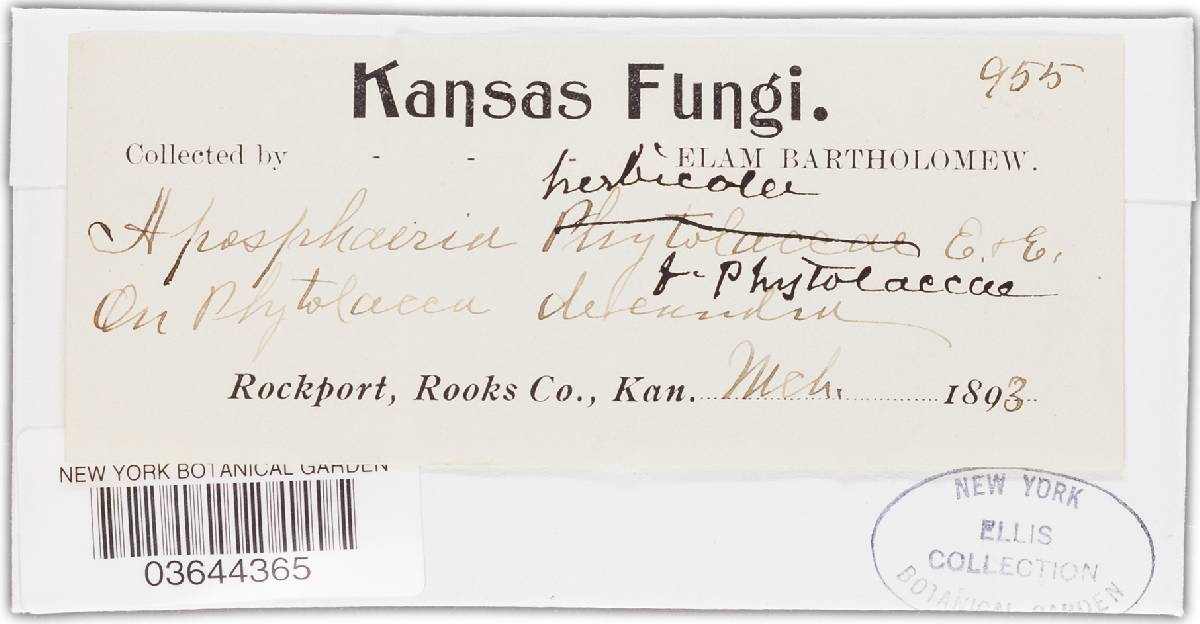 955
Kansas Fungi.
Collected by - - ELAM BARTHOLOMEW.
herbicola
Aposphaeria Phytolaccae E. & E.
f. Phytolaccae
On Phytolacca decandra
Rockport, Rooks Co., Kan. Mch. 1893
NEW YORK BOTANICAL GARDEN
03644365
NEW YORK
ELLIS
COLLECTION
BOTANICAL GARDEN